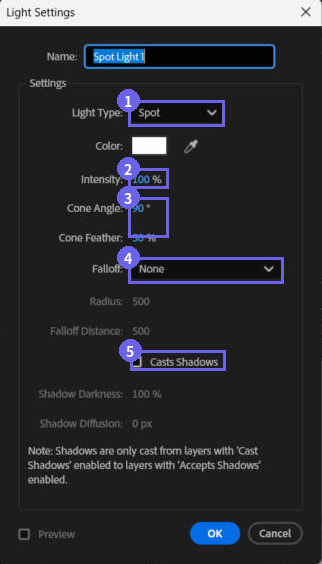 Light Settings
Name: Spot Light 1
Settings
1
Light Type: Spot
Color:
2
Intensity: 100 %
3
Cone Angle: 90 °
Cone Feather: 50 %
4
Falloff: None
Radius: 500
Falloff Distance: 500
5
Casts Shadows
Shadow Darkness: 100 %
Shadow Diffusion: 0 px
Note: Shadows are only cast from layers with 'Cast
Shadows' enabled to layers with 'Accepts Shadows'
enabled.
Preview
OK
Cancel